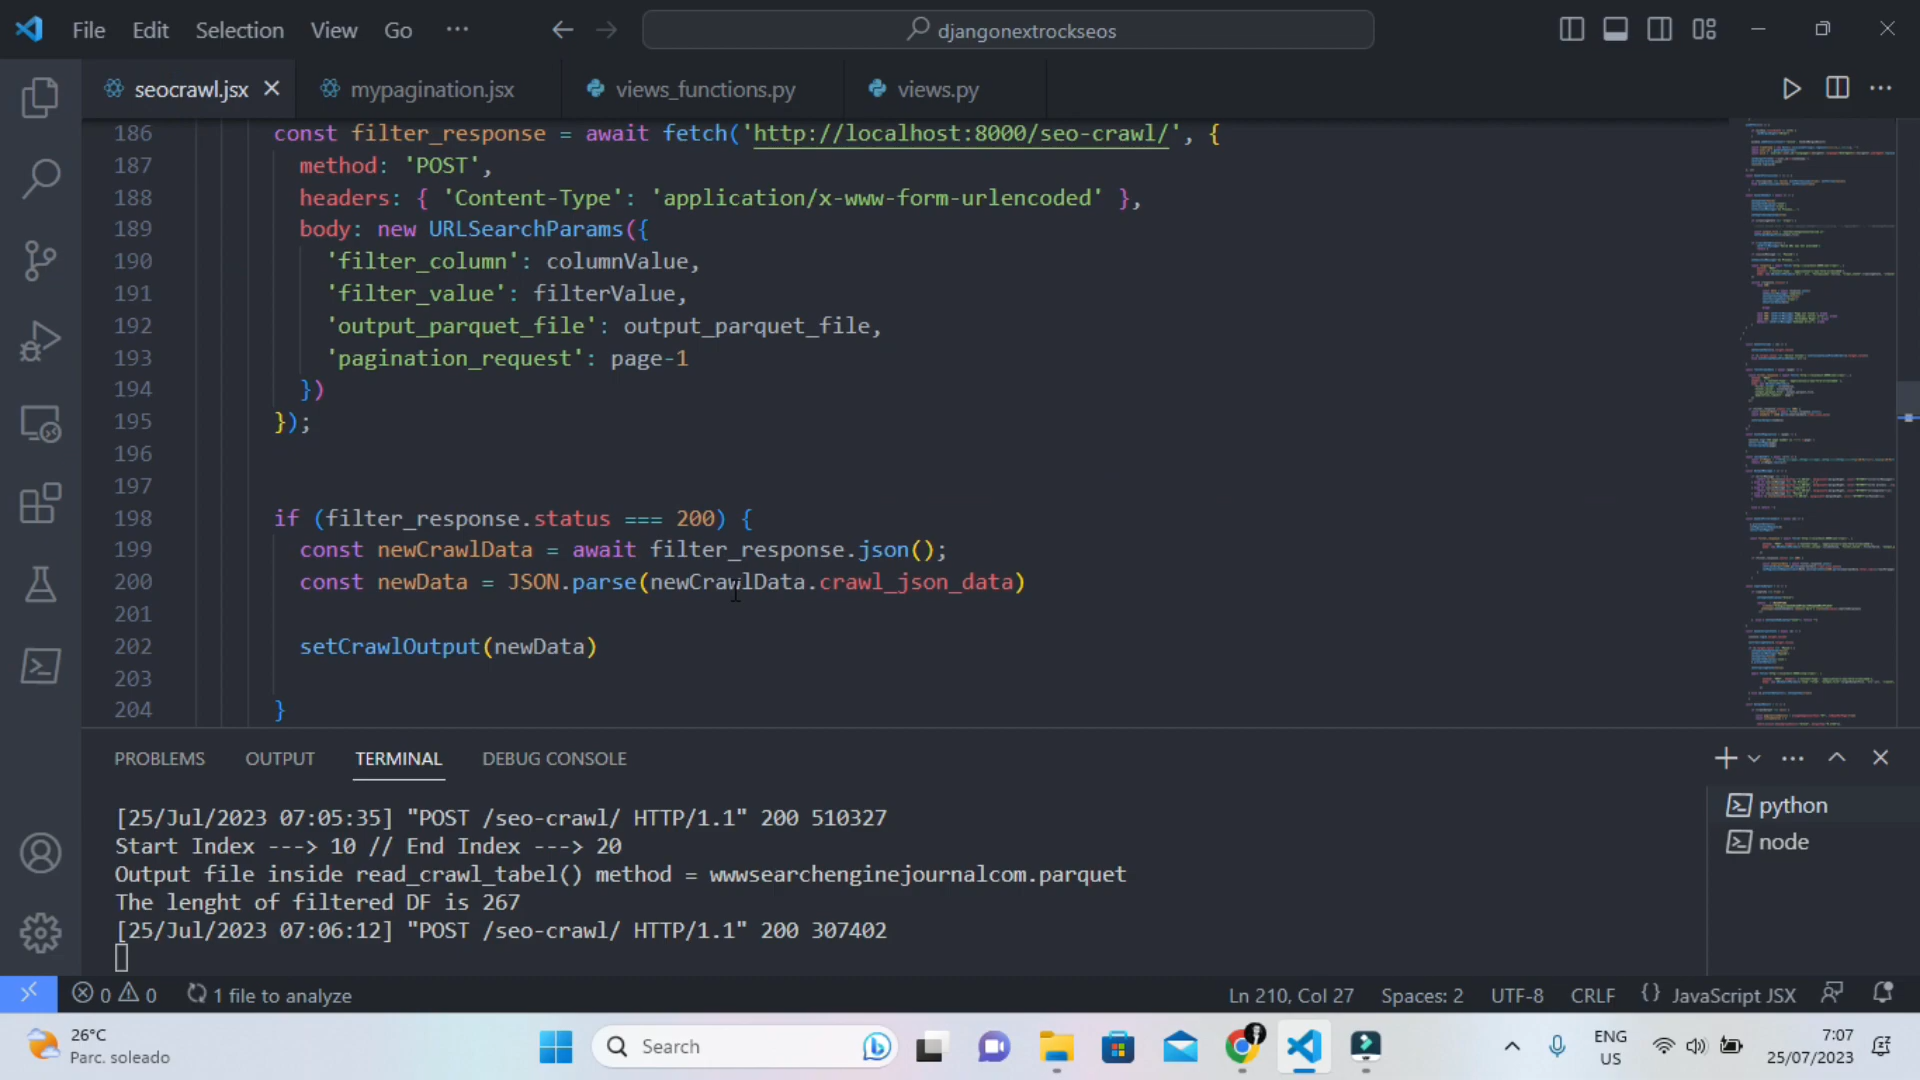 File Edit Selection View Go ··· djangonextrockseos
seocrawl.jsx mypagination.jsx views_functions.py views.py
186 const filter_response = await fetch('http://localhost:8000/seo-crawl/', {
187 method: 'POST',
188 headers: { 'Content-Type': 'application/x-www-form-urlencoded' },
189 body: new URLSearchParams({
190 'filter_column': columnValue,
191 'filter_value': filterValue,
192 'output_parquet_file': output_parquet_file,
193 'pagination_request': page-1
194 })
195 });
196
197
198 if (filter_response.status === 200) {
199 const newCrawlData = await filter_response.json();
200 const newData = JSON.parse(newCrawlData.crawl_json_data)
201
202 setCrawlOutput(newData)
203
204 }
PROBLEMS OUTPUT TERMINAL DEBUG CONSOLE
[25/Jul/2023 07:05:35] "POST /seo-crawl/ HTTP/1.1" 200 510327
Start Index ---> 10 // End Index ---> 20
Output file inside read_crawl_tabel() method = wwwsearchenginejournalcom.parquet
The lenght of filtered DF is 267
[25/Jul/2023 07:06:12] "POST /seo-crawl/ HTTP/1.1" 200 307402
python
node
0 0 1 file to analyze Ln 210, Col 27 Spaces: 2 UTF-8 CRLF {} JavaScript JSX
26°C
Parc. soleado
Search
ENG
US
7:07
25/07/2023